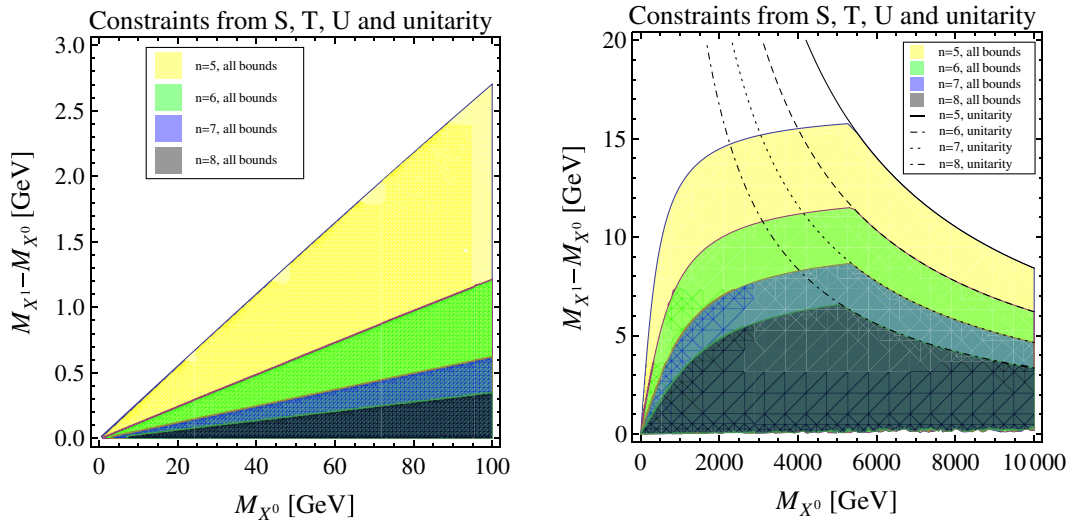 Constraints from S, T, U and unitarity
3.0
2.5
2.0
1.5
1.0
0.5
0.0
M_{X^1}−M_{X^0} [GeV]
n=5, all bounds
n=6, all bounds
n=7, all bounds
n=8, all bounds
0 20 40 60 80 100
M_{X^0} [GeV]
Constraints from S, T, U and unitarity
20
15
10
5
0
M_{X^1}−M_{X^0} [GeV]
n=5, all bounds
n=6, all bounds
n=7, all bounds
n=8, all bounds
n=5, unitarity
n=6, unitarity
n=7, unitarity
n=8, unitarity
0 2000 4000 6000 8000 10 000
M_{X^0} [GeV]